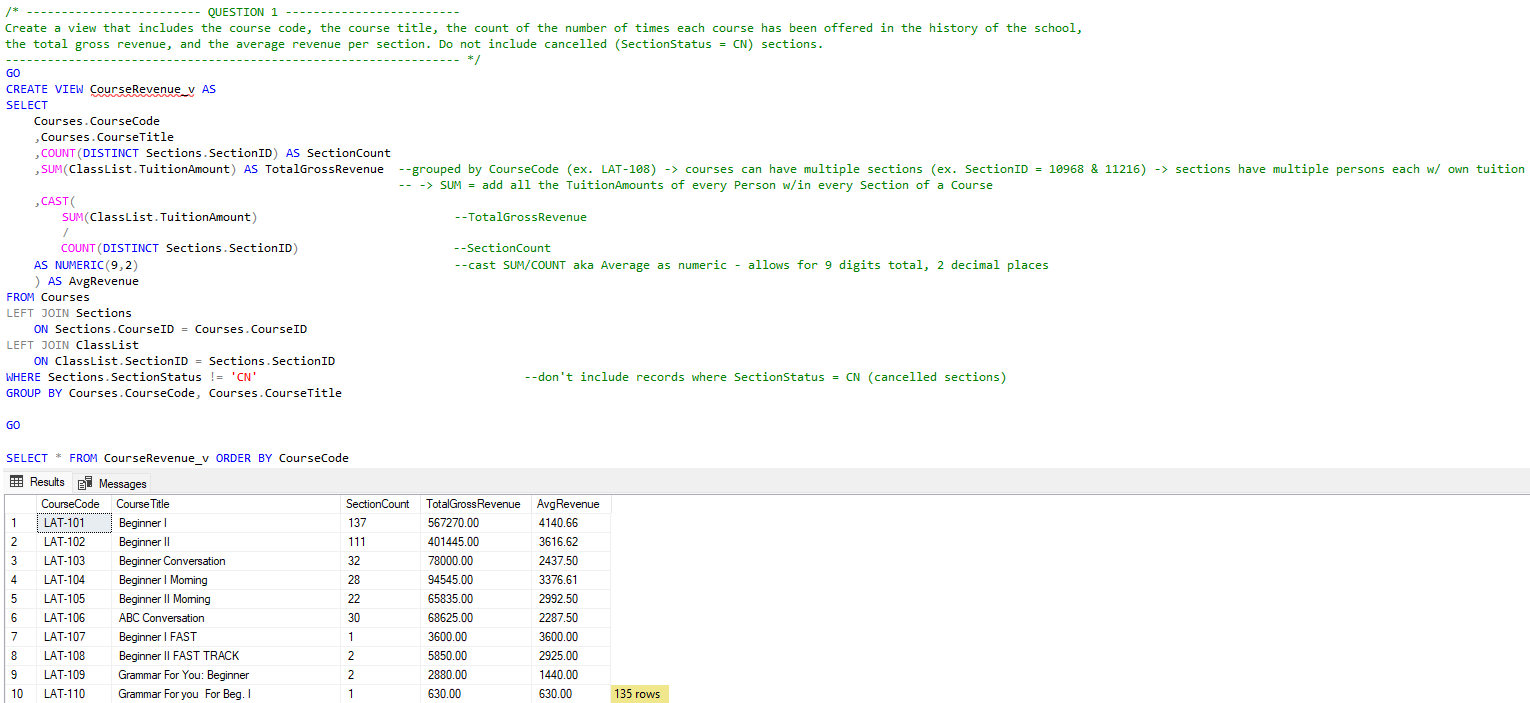 /* ------------------------- QUESTION 1 -------------------------
Create a view that includes the course code, the course title, the count of the number of times each course has been offered in the history of the school,
the total gross revenue, and the average revenue per section. Do not include cancelled (SectionStatus = CN) sections.
----------------------------------------------------------------- */
GO
CREATE VIEW CourseRevenue_v AS
SELECT
    Courses.CourseCode
    ,Courses.CourseTitle
    ,COUNT(DISTINCT Sections.SectionID) AS SectionCount
    ,SUM(ClassList.TuitionAmount) AS TotalGrossRevenue  --grouped by CourseCode (ex. LAT-108) -> courses can have multiple sections (ex. SectionID = 10968 & 11216) -> sections have multiple persons each w/ own tuition
-- -> SUM = add all the TuitionAmounts of every Person w/in every Section of a Course
    ,CAST(
        SUM(ClassList.TuitionAmount)  --TotalGrossRevenue
        /
        COUNT(DISTINCT Sections.SectionID)  --SectionCount
    AS NUMERIC(9,2)  --cast SUM/COUNT aka Average as numeric - allows for 9 digits total, 2 decimal places
    ) AS AvgRevenue
FROM Courses
LEFT JOIN Sections
    ON Sections.CourseID = Courses.CourseID
LEFT JOIN ClassList
    ON ClassList.SectionID = Sections.SectionID
WHERE Sections.SectionStatus != 'CN'  --don't include records where SectionStatus = CN (cancelled sections)
GROUP BY Courses.CourseCode, Courses.CourseTitle
GO
SELECT * FROM CourseRevenue_v ORDER BY CourseCode
Results Messages
CourseCode CourseTitle SectionCount TotalGrossRevenue AvgRevenue
1 LAT-101 Beginner I 137 567270.00 4140.66
2 LAT-102 Beginner II 111 401445.00 3616.62
3 LAT-103 Beginner Conversation 32 78000.00 2437.50
4 LAT-104 Beginner I Morning 28 94545.00 3376.61
5 LAT-105 Beginner II Morning 22 65835.00 2992.50
6 LAT-106 ABC Conversation 30 68625.00 2287.50
7 LAT-107 Beginner I FAST 1 3600.00 3600.00
8 LAT-108 Beginner II FAST TRACK 2 5850.00 2925.00
9 LAT-109 Grammar For You: Beginner 2 2880.00 1440.00
10 LAT-110 Grammar For you  For Beg. I 1 630.00 630.00 135 rows